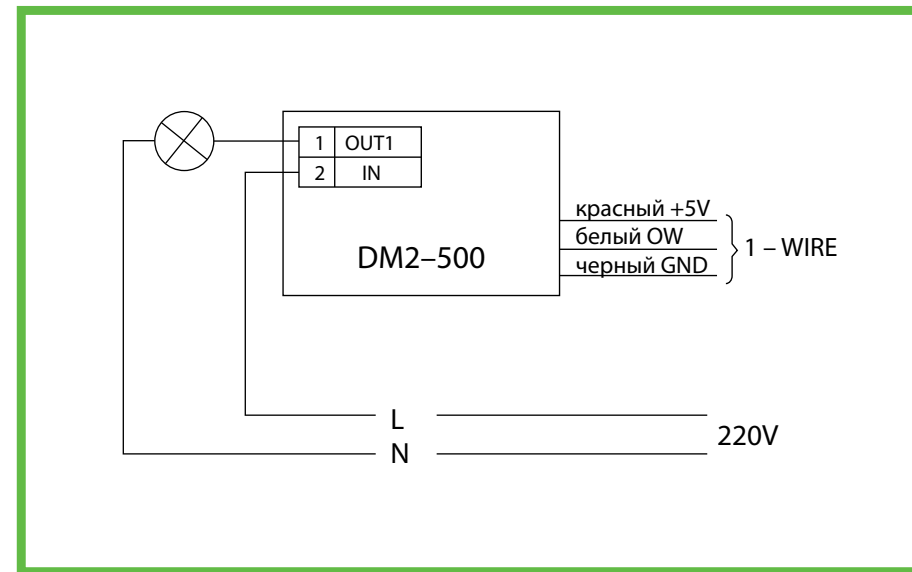 1 OUT1
2 IN
DM2–500
красный +5V
белый OW
черный GND
1 – WIRE
L
N
220V